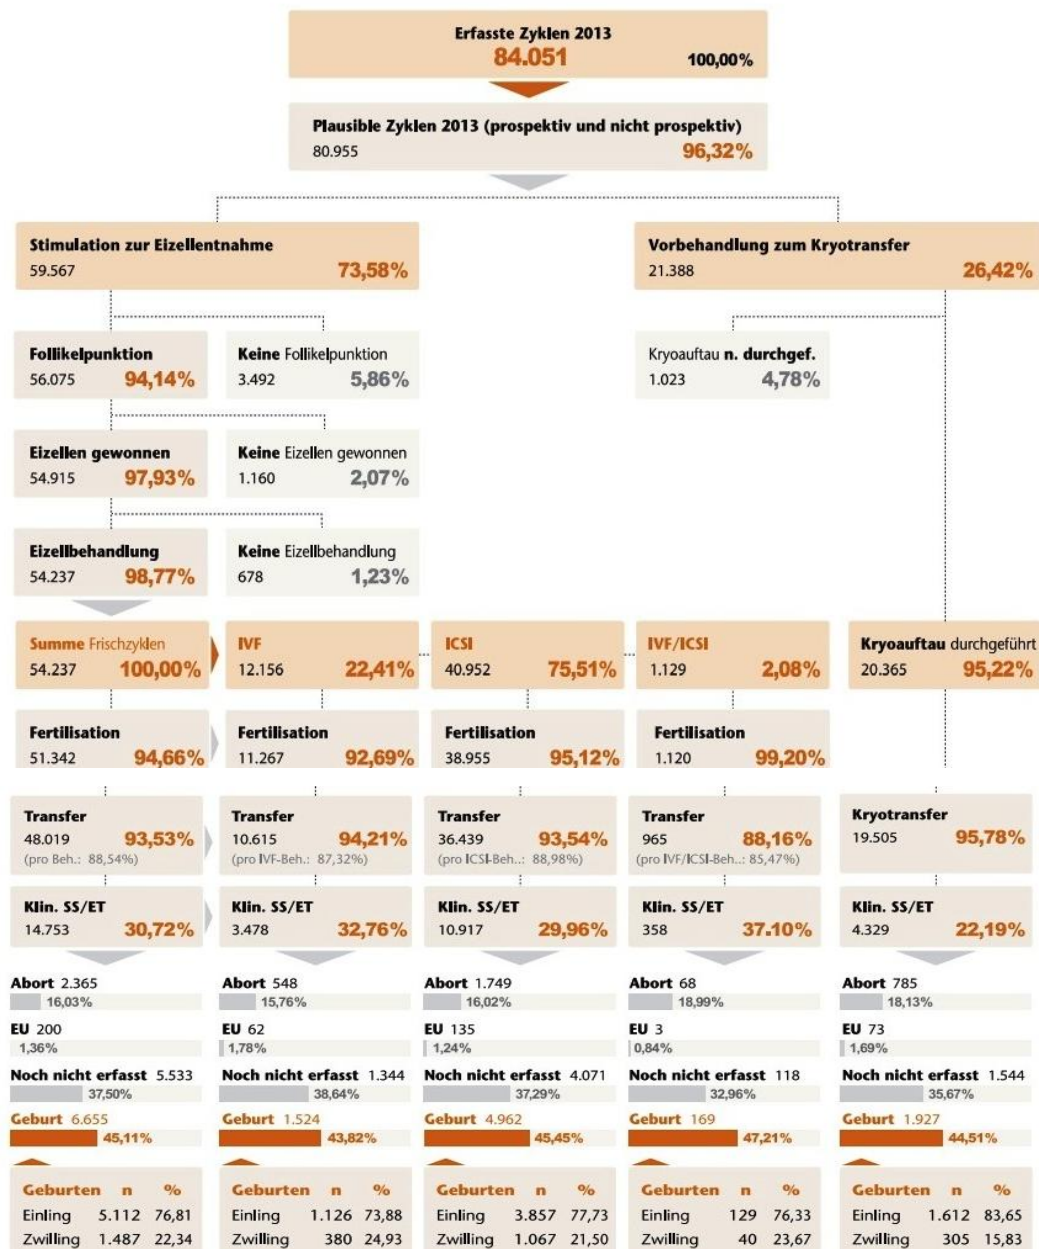 Erfasste Zyklen 2013
84.051 100,00%
Plausible Zyklen 2013 (prospektiv und nicht prospektiv)
80.955 96,32%
Stimulation zur Eizellentnahme
59.567 73,58%
Vorbehandlung zum Kryotransfer
21.388 26,42%
Follikelpunktion
56.075 94,14%
Keine Follikelpunktion
3.492 5,86%
Kryoauftau n. durchgef.
1.023 4,78%
Eizellen gewonnen
54.915 97,93%
Keine Eizellen gewonnen
1.160 2,07%
Eizellbehandlung
54.237 98,77%
Keine Eizellbehandlung
678 1,23%
Summe Frischzyklen
54.237 100,00%
IVF
12.156 22,41%
ICSI
40.952 75,51%
IVF/ICSI
1.129 2,08%
Kryoauftau durchgeführt
20.365 95,22%
Fertilisation
51.342 94,66%
Fertilisation
11.267 92,69%
Fertilisation
38.955 95,12%
Fertilisation
1.120 99,20%
Transfer
48.019 93,53%
(pro Beh.: 88,54%)
Transfer
10.615 94,21%
(pro IVF-Beh.: 87,32%)
Transfer
36.439 93,54%
(pro ICSI-Beh..: 88,98%)
Transfer
965 88,16%
(pro IVF/ICSI-Beh..: 85,47%)
Kryotransfer
19.505 95,78%
Klin. SS/ET
14.753 30,72%
Klin. SS/ET
3.478 32,76%
Klin. SS/ET
10.917 29,96%
Klin. SS/ET
358 37.10%
Klin. SS/ET
4.329 22,19%
Abort 2.365
16,03%
EU 200
1,36%
Noch nicht erfasst 5.533
37,50%
Geburt 6.655
45,11%
Abort 548
15,76%
EU 62
1,78%
Noch nicht erfasst 1.344
38,64%
Geburt 1.524
43,82%
Abort 1.749
16,02%
EU 135
1,24%
Noch nicht erfasst 4.071
37,29%
Geburt 4.962
45,45%
Abort 68
18,99%
EU 3
0,84%
Noch nicht erfasst 118
32,96%
Geburt 169
47,21%
Abort 785
18,13%
EU 73
1,69%
Noch nicht erfasst 1.544
35,67%
Geburt 1.927
44,51%
Geburten n %
Einling 5.112 76,81
Zwilling 1.487 22,34
Geburten n %
Einling 1.126 73,88
Zwilling 380 24,93
Geburten n %
Einling 3.857 77,73
Zwilling 1.067 21,50
Geburten n %
Einling 129 76,33
Zwilling 40 23,67
Geburten n %
Einling 1.612 83,65
Zwilling 305 15,83